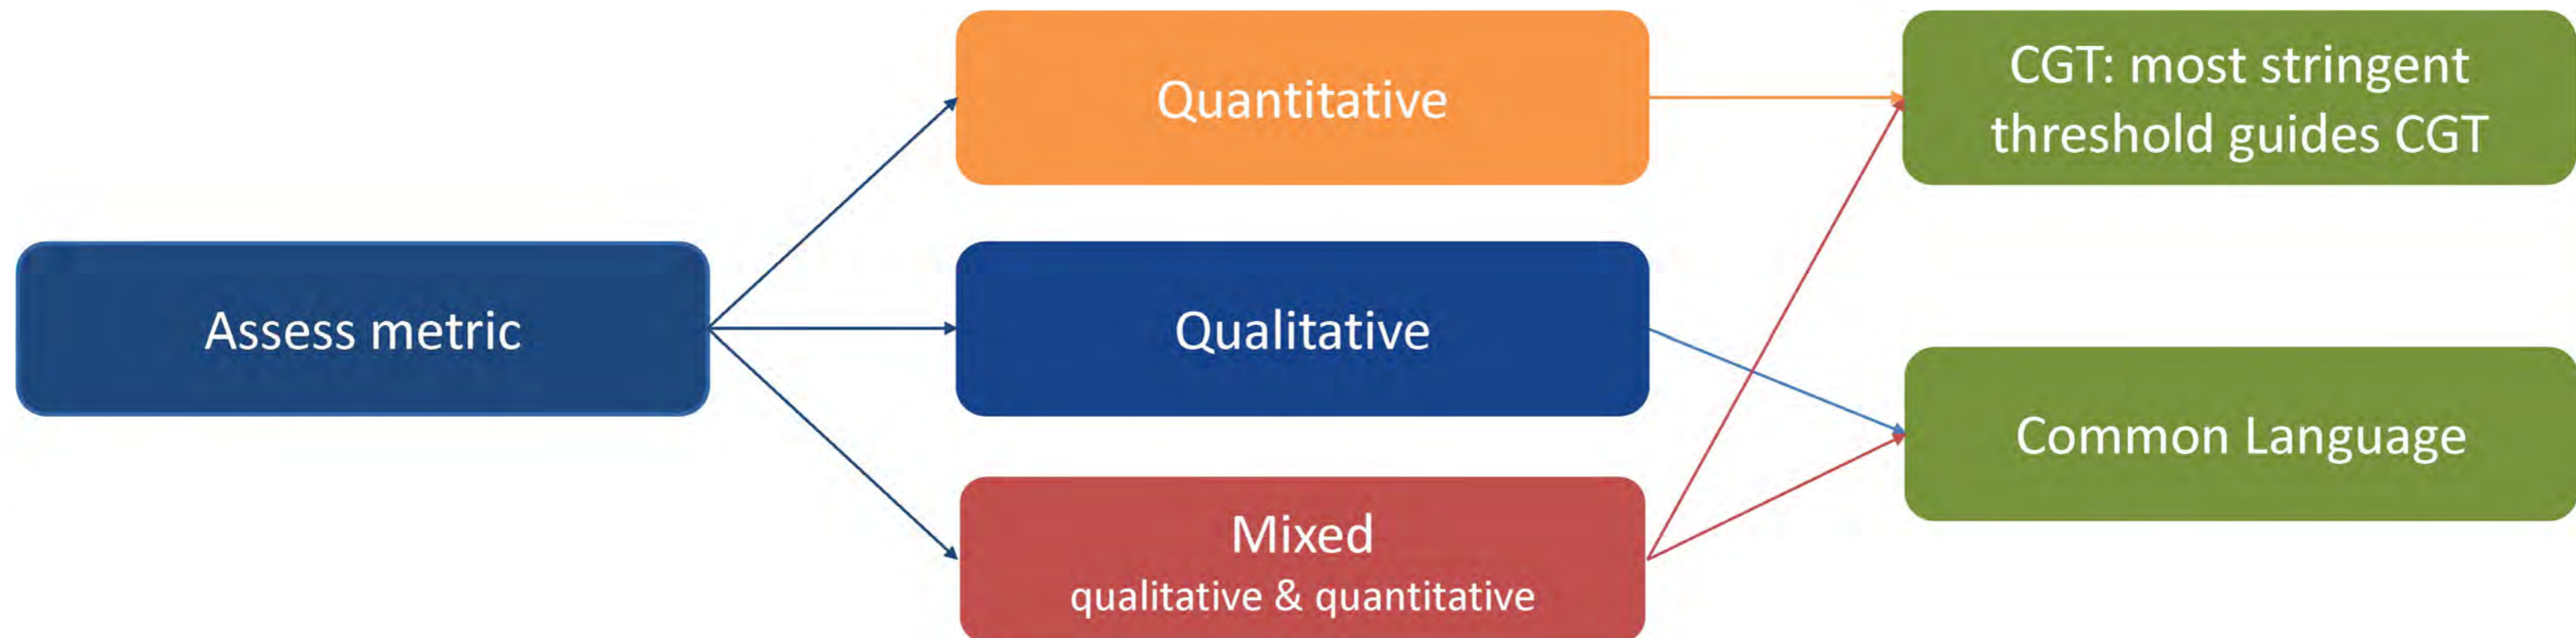 Assess metric
Quantitative
Qualitative
Mixed
qualitative & quantitative
CGT: most stringent
threshold guides CGT
Common Language